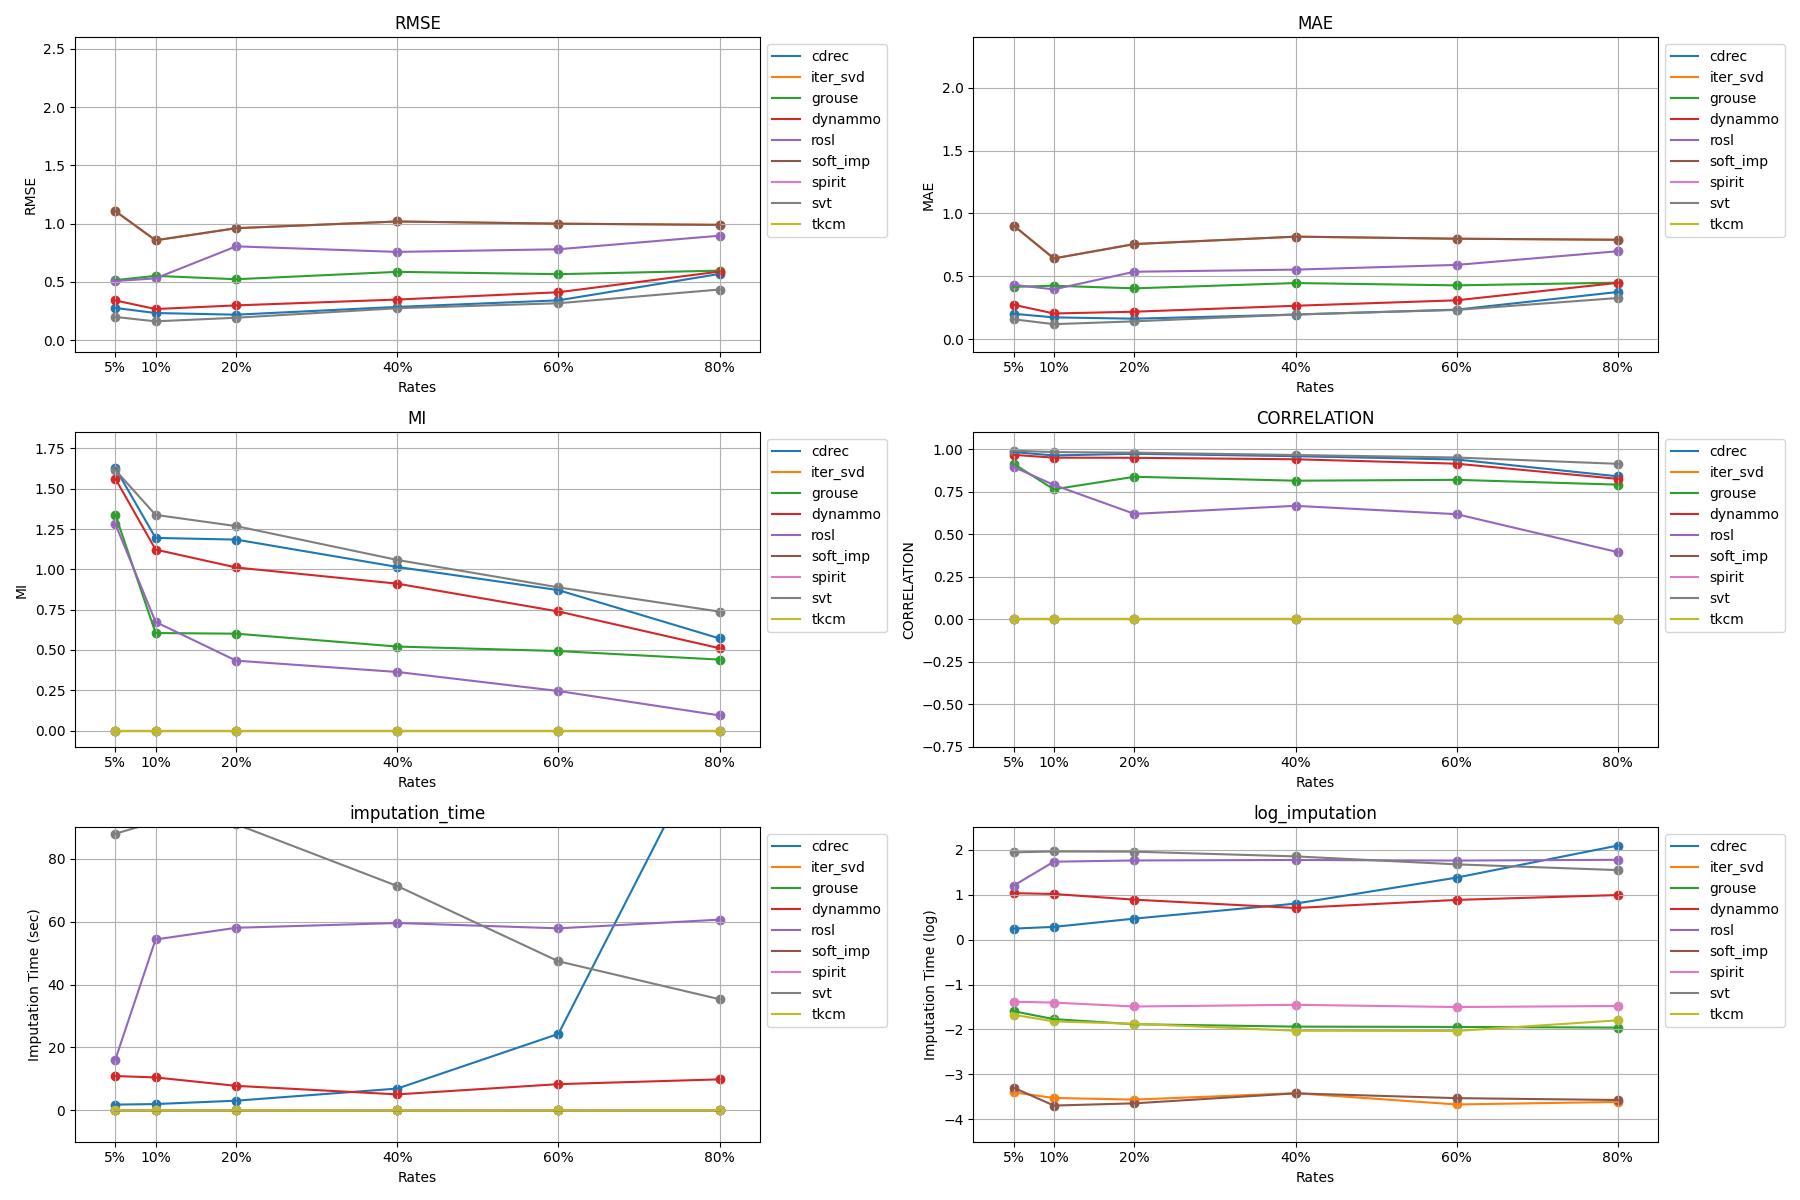 RMSE
2.5
2.0
1.5
1.0
0.5
0.0
RMSE
5% 10% 20% 40% 60% 80%
Rates
cdrec
iter_svd
grouse
dynammo
rosl
soft_imp
spirit
svt
tkcm
MAE
2.0
1.5
1.0
0.5
0.0
MAE
5% 10% 20% 40% 60% 80%
Rates
cdrec
iter_svd
grouse
dynammo
rosl
soft_imp
spirit
svt
tkcm
MI
1.75
1.50
1.25
1.00
0.75
0.50
0.25
0.00
MI
5% 10% 20% 40% 60% 80%
Rates
cdrec
iter_svd
grouse
dynammo
rosl
soft_imp
spirit
svt
tkcm
CORRELATION
1.00
0.75
0.50
0.25
0.00
−0.25
−0.50
−0.75
CORRELATION
5% 10% 20% 40% 60% 80%
Rates
cdrec
iter_svd
grouse
dynammo
rosl
soft_imp
spirit
svt
tkcm
imputation_time
80
60
40
20
0
Imputation Time (sec)
5% 10% 20% 40% 60% 80%
Rates
cdrec
iter_svd
grouse
dynammo
rosl
soft_imp
spirit
svt
tkcm
log_imputation
2
1
0
−1
−2
−3
−4
Imputation Time (log)
5% 10% 20% 40% 60% 80%
Rates
cdrec
iter_svd
grouse
dynammo
rosl
soft_imp
spirit
svt
tkcm